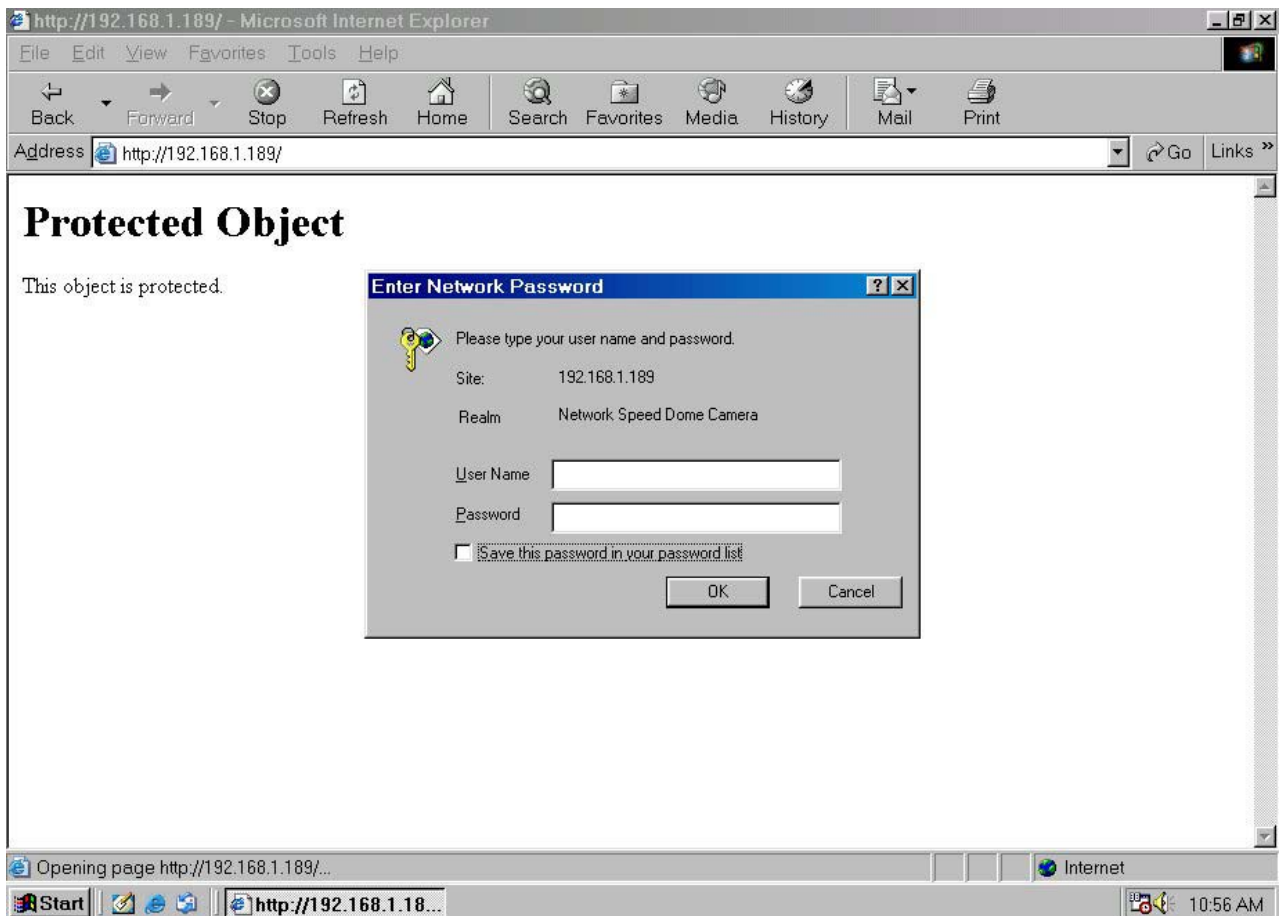 http://192.168.1.189/ - Microsoft Internet Explorer
File Edit View Favorites Tools Help
Back Forward Stop Refresh Home Search Favorites Media History Mail Print
Address http://192.168.1.189/ Go Links »
Protected Object
This object is protected.
Enter Network Password
Please type your user name and password.
Site: 192.168.1.189
Realm Network Speed Dome Camera
User Name
Password
Save this password in your password list
OK Cancel
Opening page http://192.168.1.189/... Internet
Start http://192.168.1.18... 10:56 AM